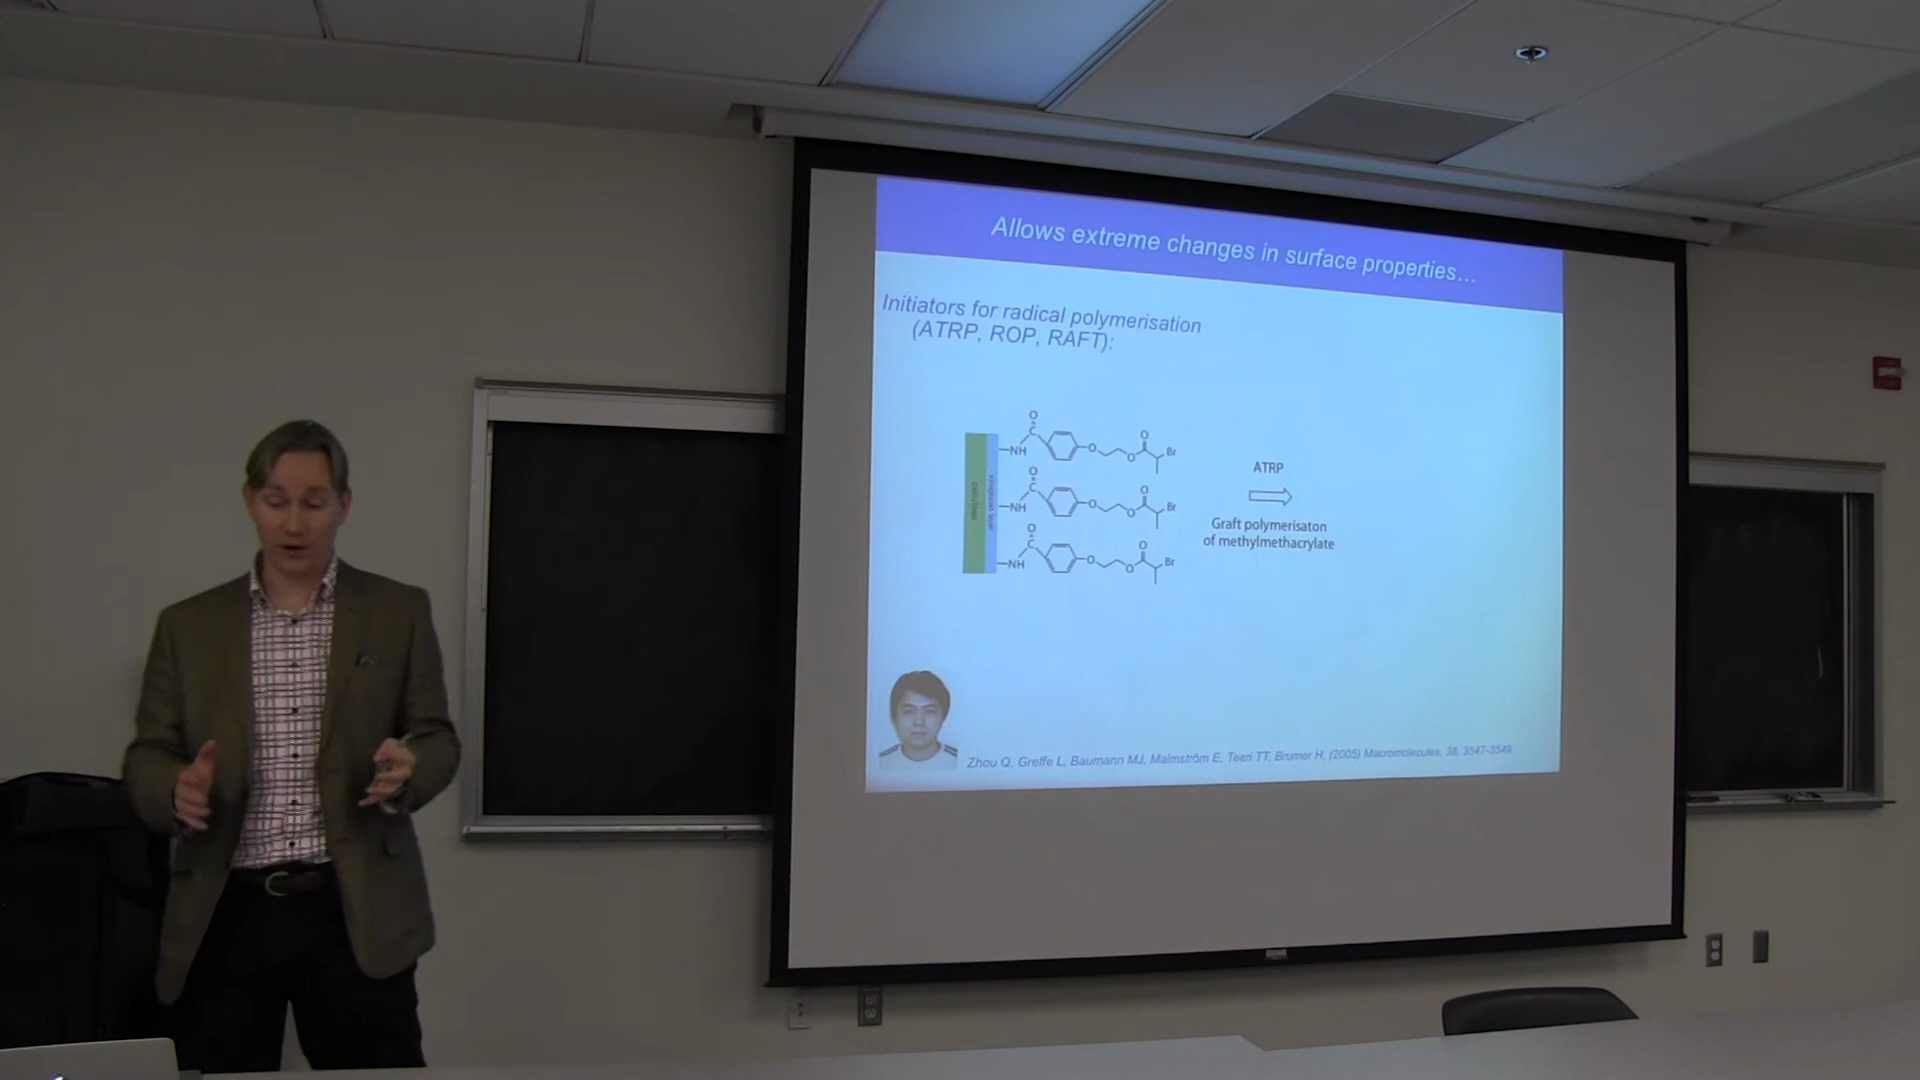 Allows extreme changes in surface properties...
Initiators for radical polymerisation
(ATRP, ROP, RAFT):
O
C
NH
O
O
O
Br
O
C
NH
O
O
O
Br
O
C
NH
O
O
O
Br
cellulose
ATRP
Graft polymerisaton
of methylmethacrylate
Zhou Q, Greffe L, Baumann MJ, Malmström E, Teeri TT, Brumer H, (2005) Macromolecules, 38, 3547-3549.